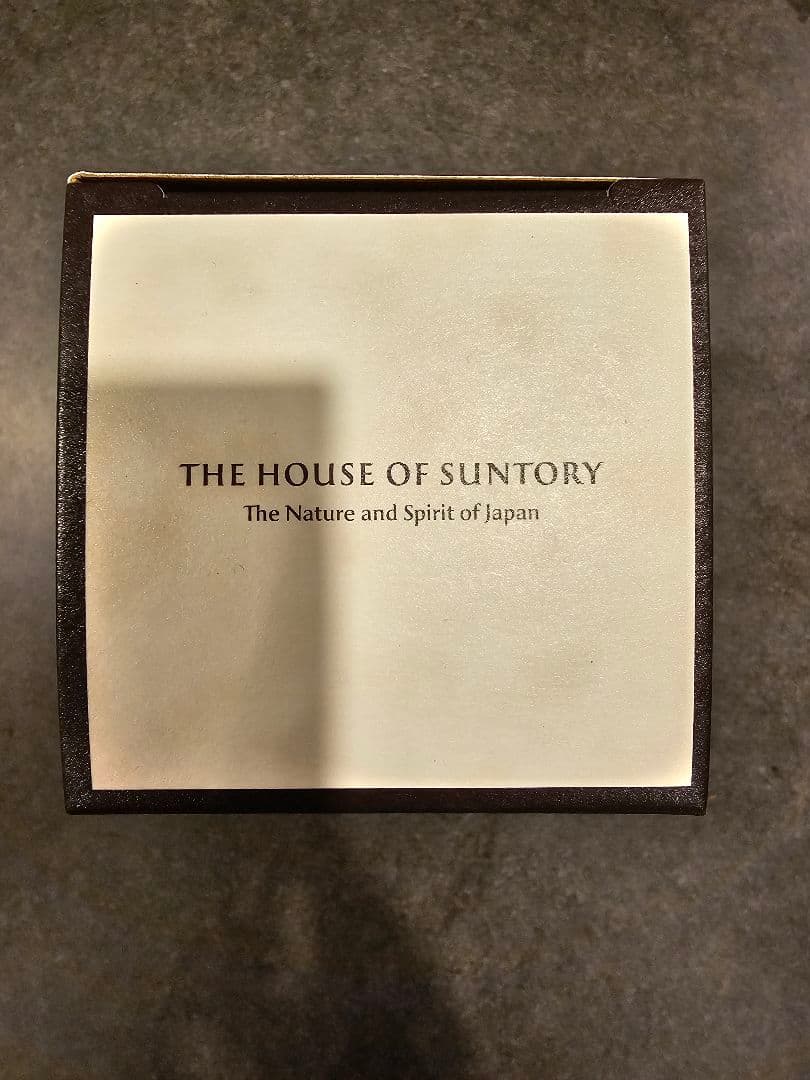 THE HOUSE OF SUNTORY
The Nature and Spirit of Japan